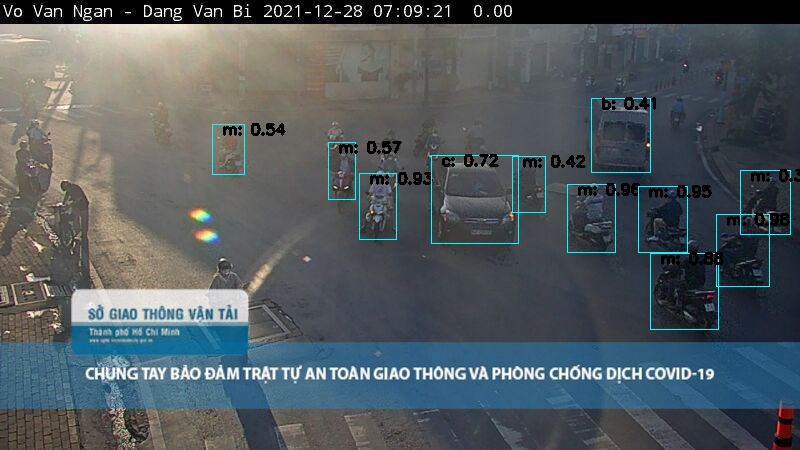 Vo Van Ngan - Dang Van Bi 2021-12-28 07:09:21 0.00
b: 0.41
m: 0.54
m: 0.57
c: 0.72
m: 0.42
m: 0.93
m: 0.96
m: 0.95
m: 0.98
m: 0.88
SỞ GIAO THÔNG VẬN TẢI
Thành phố Hồ Chí Minh
CHUNG TAY BẢO ĐẢM TRẬT TỰ AN TOÀN GIAO THÔNG VÀ PHÒNG CHỐNG DỊCH COVID-19